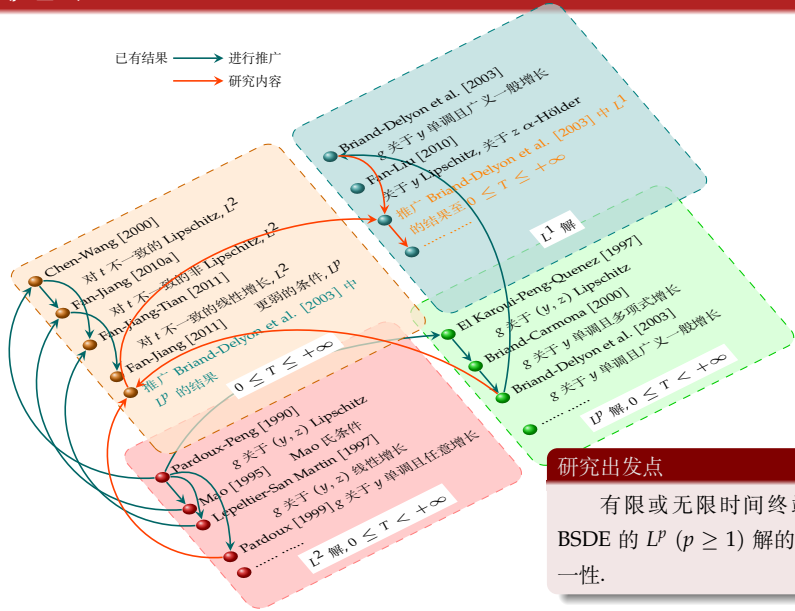 已有结果
进行推广
研究内容
Briand-Delyon et al. [2003]
g 关于 y 单调且广义一般增长
Fan-Liu [2010]
关于 y Lipschitz, 关于 z α-Hölder
推广 Briand-Delyon et al. [2003] 中 L¹
的结果至 0 ≤ T ≤ +∞
... ... ...
L¹ 解
Chen-Wang [2000]
对 t 不一致的 Lipschitz, L²
Fan-Jiang [2010a]
对 t 不一致的非 Lipschitz, L²
Fan-Jiang-Tian [2011]
对 t 不一致的线性增长, L²
Fan-Jiang [2011] 更弱的条件, Lᵖ
推广 Briand-Delyon et al. [2003] 中
Lᵖ 的结果
0 ≤ T ≤ +∞
El Karoui-Peng-Quenez [1997]
g 关于 (y, z) Lipschitz
Briand-Carmona [2000]
g 关于 y 单调且多项式增长
Briand-Delyon et al. [2003]
g 关于 y 单调且广义一般增长
... ...
Lᵖ 解, 0 ≤ T < +∞
Pardoux-Peng [1990]
g 关于 (y, z) Lipschitz
Mao [1995] Mao 氏条件
Lepeltier-San Martin [1997]
g 关于 (y, z) 线性增长
Pardoux [1999] g 关于 y 单调且任意增长
... ...
L² 解, 0 ≤ T < +∞
研究出发点
有限或无限时间终
BSDE 的 Lᵖ (p ≥ 1) 解的
一性.